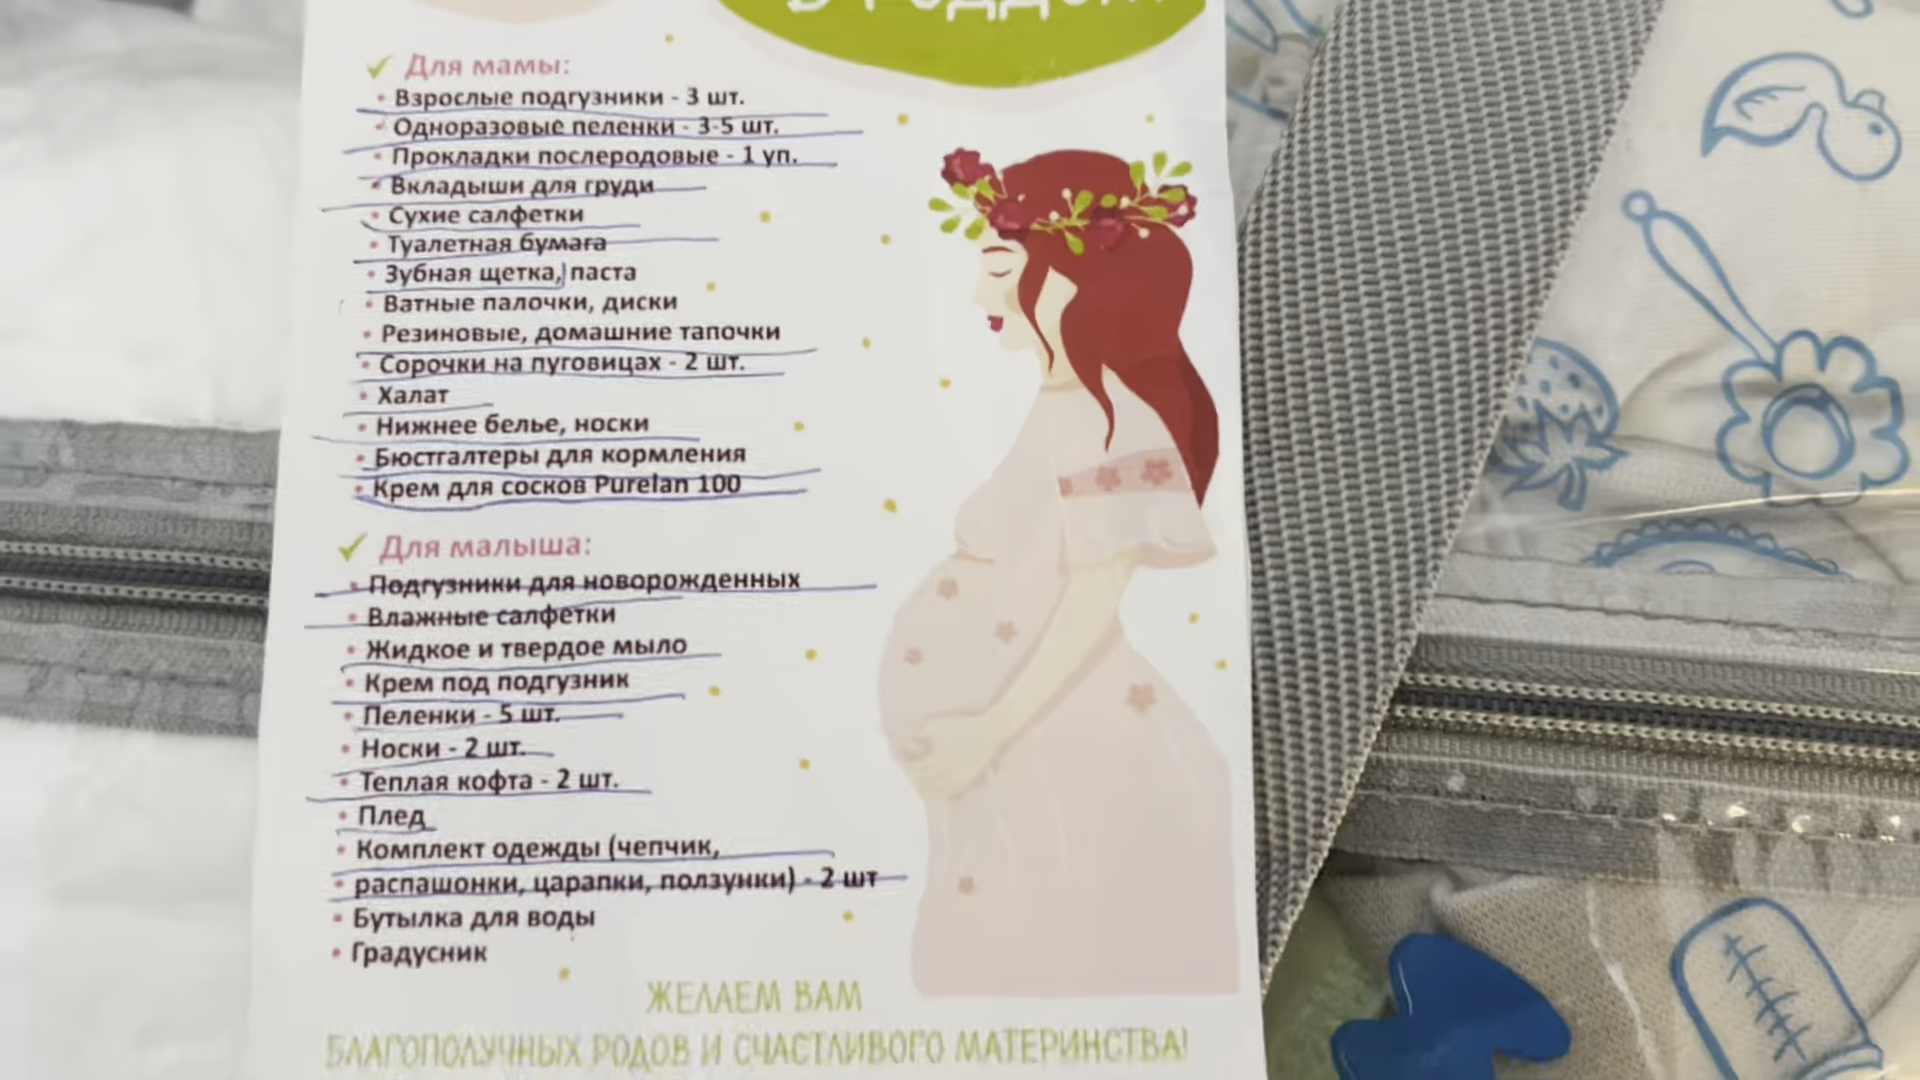 Для мамы:
• Взрослые подгузники - 3 шт.
• Одноразовые пеленки - 3-5 шт.
• Прокладки послеродовые - 1 уп.
• Вкладыши для груди
• Сухие салфетки
• Туалетная бумага
• Зубная щетка, паста
• Ватные палочки, диски
• Резиновые, домашние тапочки
• Сорочки на пуговицах - 2 шт.
• Халат
• Нижнее белье, носки
• Бюстгалтеры для кормления
• Крем для сосков Purelan 100
Для малыша:
• Подгузники для новорожденных
• Влажные салфетки
• Жидкое и твердое мыло
• Крем под подгузник
• Пеленки - 5 шт.
• Носки - 2 шт.
• Теплая кофта - 2 шт.
• Плед
• Комплект одежды (чепчик,
• распашонки, царапки, ползунки) - 2 шт
• Бутылка для воды
• Градусник
ЖЕЛАЕМ ВАМ
БЛАГОПОЛУЧНЫХ РОДОВ И СЧАСТЛИВОГО МАТЕРИНСТВА!